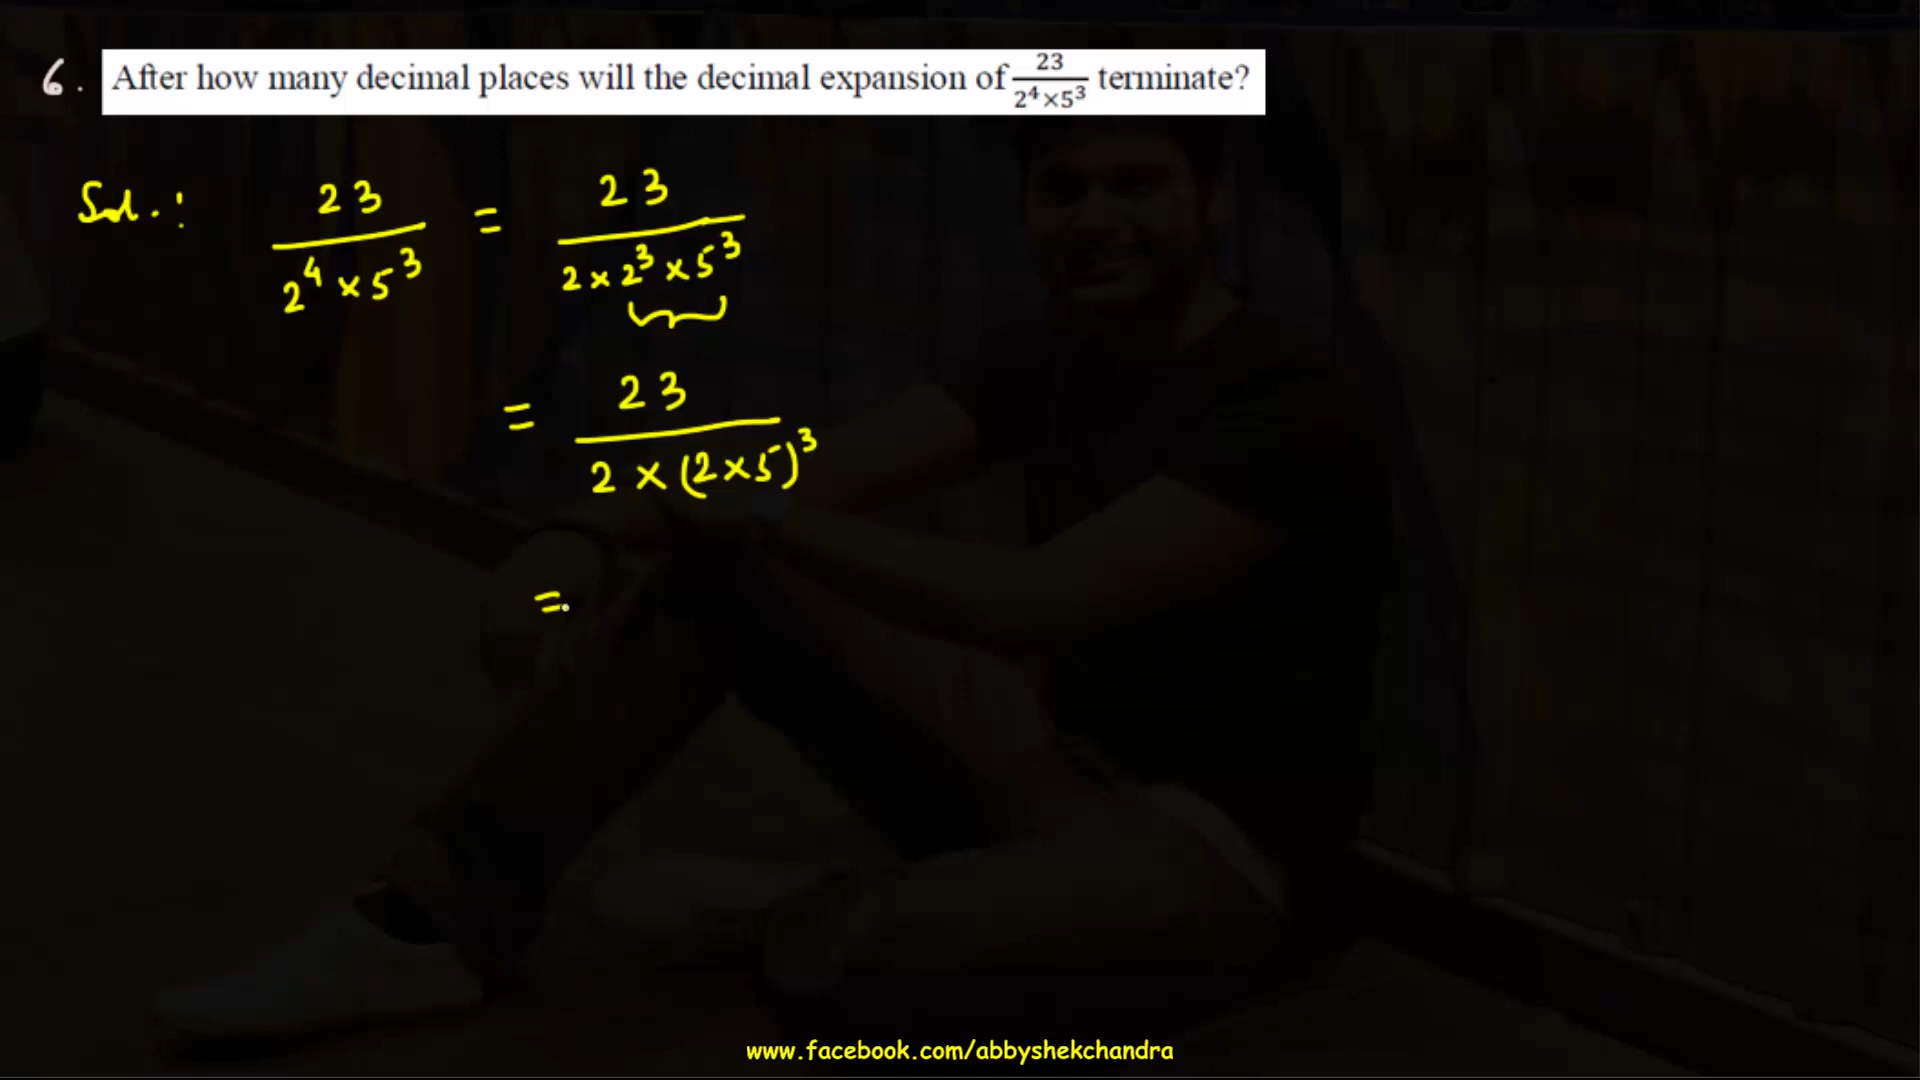 6. After how many decimal places will the decimal expansion of 23/(2⁴×5³) terminate?
Sol.: 23/(2⁴ × 5³) = 23/(2 × 2³ × 5³)
= 23/(2 × (2×5)³)
=
www.facebook.com/abbyshekchandra